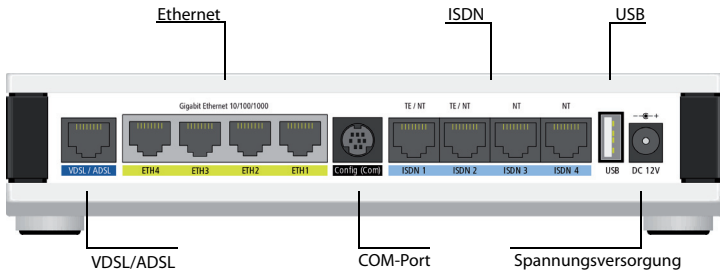 Ethernet
ISDN
USB
Gigabit Ethernet 10/100/1000
TE / NT
TE / NT
NT
NT
VDSL / ADSL
ETH4
ETH3
ETH2
ETH1
Config (Com)
ISDN 1
ISDN 2
ISDN 3
ISDN 4
USB
DC 12V
VDSL/ADSL
COM-Port
Spannungsversorgung